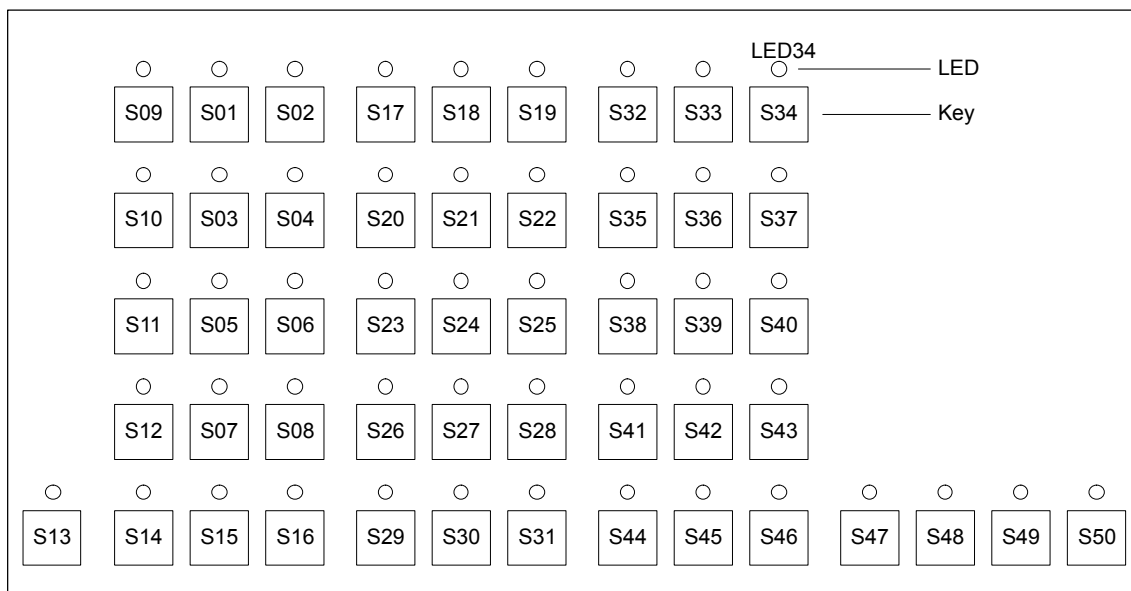 LED34
LED
S09 S01 S02 S17 S18 S19 S32 S33 S34 Key
S10 S03 S04 S20 S21 S22 S35 S36 S37
S11 S05 S06 S23 S24 S25 S38 S39 S40
S12 S07 S08 S26 S27 S28 S41 S42 S43
S13 S14 S15 S16 S29 S30 S31 S44 S45 S46 S47 S48 S49 S50